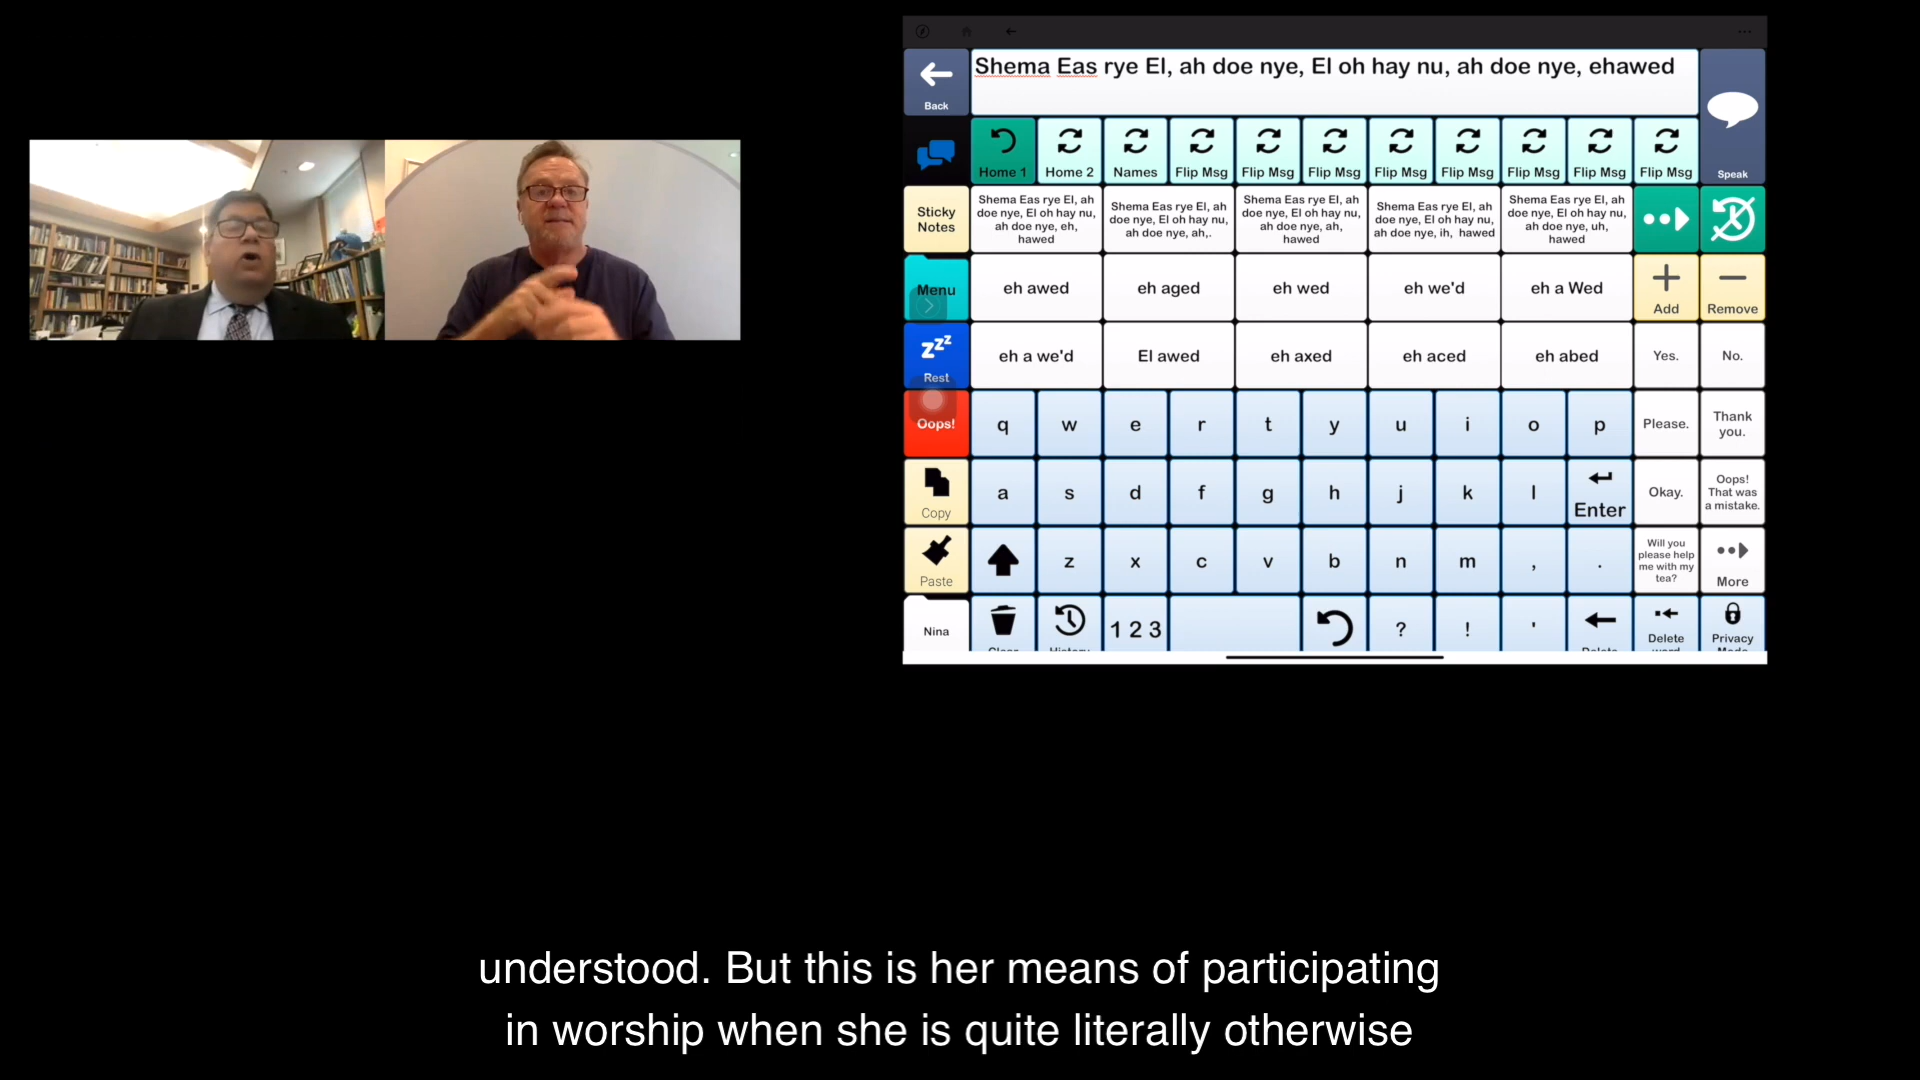 Shema Eas rye El, ah doe nye, El oh hay nu, ah doe nye, ehawed
Back
Speak
Home 1
Home 2
Names
Flip Msg
Flip Msg
Flip Msg
Flip Msg
Flip Msg
Flip Msg
Flip Msg
Flip Msg
Sticky
Notes
Shema Eas rye El, ah
doe nye, El oh hay nu,
ah doe nye, eh,
hawed
Shema Eas rye El, ah
doe nye, El oh hay nu,
ah doe nye, ah,.
Shema Eas rye El, ah
doe nye, El oh hay nu,
ah doe nye, ah,
hawed
Shema Eas rye El, ah
doe nye, El oh hay nu,
ah doe nye, ih, hawed
Shema Eas rye El, ah
doe nye, El oh hay nu,
ah doe nye, uh,
hawed
Menu
eh awed
eh aged
eh wed
eh we'd
eh a Wed
Add
Remove
zzz
Rest
eh a we'd
El awed
eh axed
eh aced
eh abed
Yes.
No.
Oops!
q
w
e
r
t
y
u
i
o
p
Please.
Thank
you.
Copy
a
s
d
f
g
h
j
k
l
Enter
Okay.
Oops!
That was
a mistake.
Paste
z
x
c
v
b
n
m
,
.
Will you
please help
me with my
tea?
More
Nina
Clear
History
1 2 3
?
!
'
Delete
Delete
word
Privacy
Mode
understood. But this is her means of participating
in worship when she is quite literally otherwise